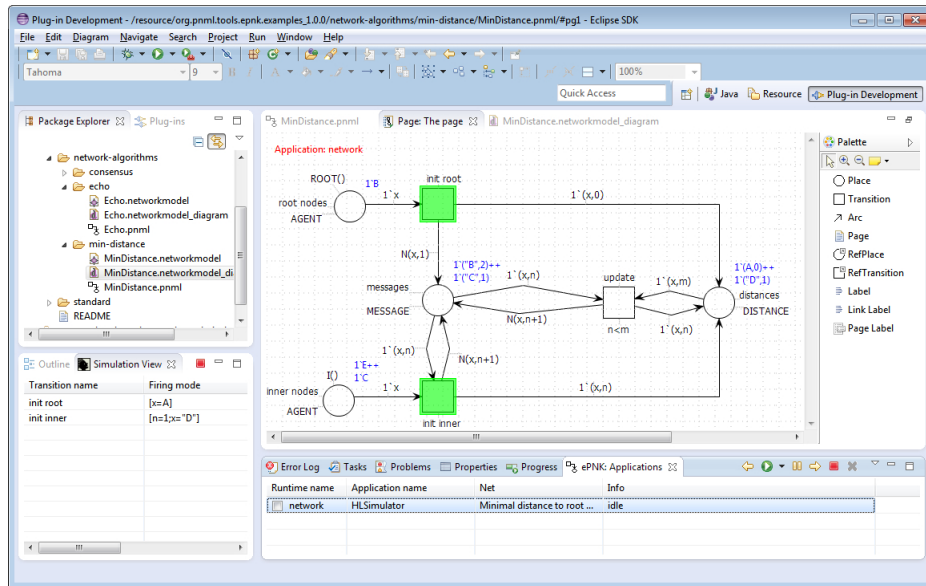 Plug-in Development - /resource/org.pnml.tools.epnk.examples_1.0.0/network-algorithms/min-distance/MinDistance.pnml/#pg1 - Eclipse SDK
File Edit Diagram Navigate Search Project Run Window Help
Tahoma 9 B I A 100%
Quick Access Java Resource Plug-in Development
Package Explorer Plug-ins
network-algorithms
consensus
echo
Echo.networkmodel
Echo.networkmodel_diagram
Echo.pnml
min-distance
MinDistance.networkmodel
MinDistance.networkmodel_di
MinDistance.pnml
standard
README
Outline Simulation View
Transition name Firing mode
init root [x=A]
init inner [n=1;x="D"]
MinDistance.pnml Page: The page MinDistance.networkmodel_diagram
Application: network
ROOT() 1`B init root
root nodes 1`x 1`(x,0)
AGENT
N(x,1)
1`("B",2)++
1`("C",1)
1`(x,n)
update
1`(x,m)
1`(A,0)++
1`("D",1)
messages
distances
MESSAGE
N(x,n+1)
n<m
1`(x,n)
DISTANCE
1`(x,n)
N(x,n+1)
I()
1`E++
1`C
inner nodes 1`x 1`(x,n)
AGENT
init inner
Palette
Place
Transition
Arc
Page
RefPlace
RefTransition
Label
Link Label
Page Label
Error Log Tasks Problems Properties Progress ePNK: Applications
Runtime name Application name Net Info
network HLSimulator Minimal distance to root ... idle